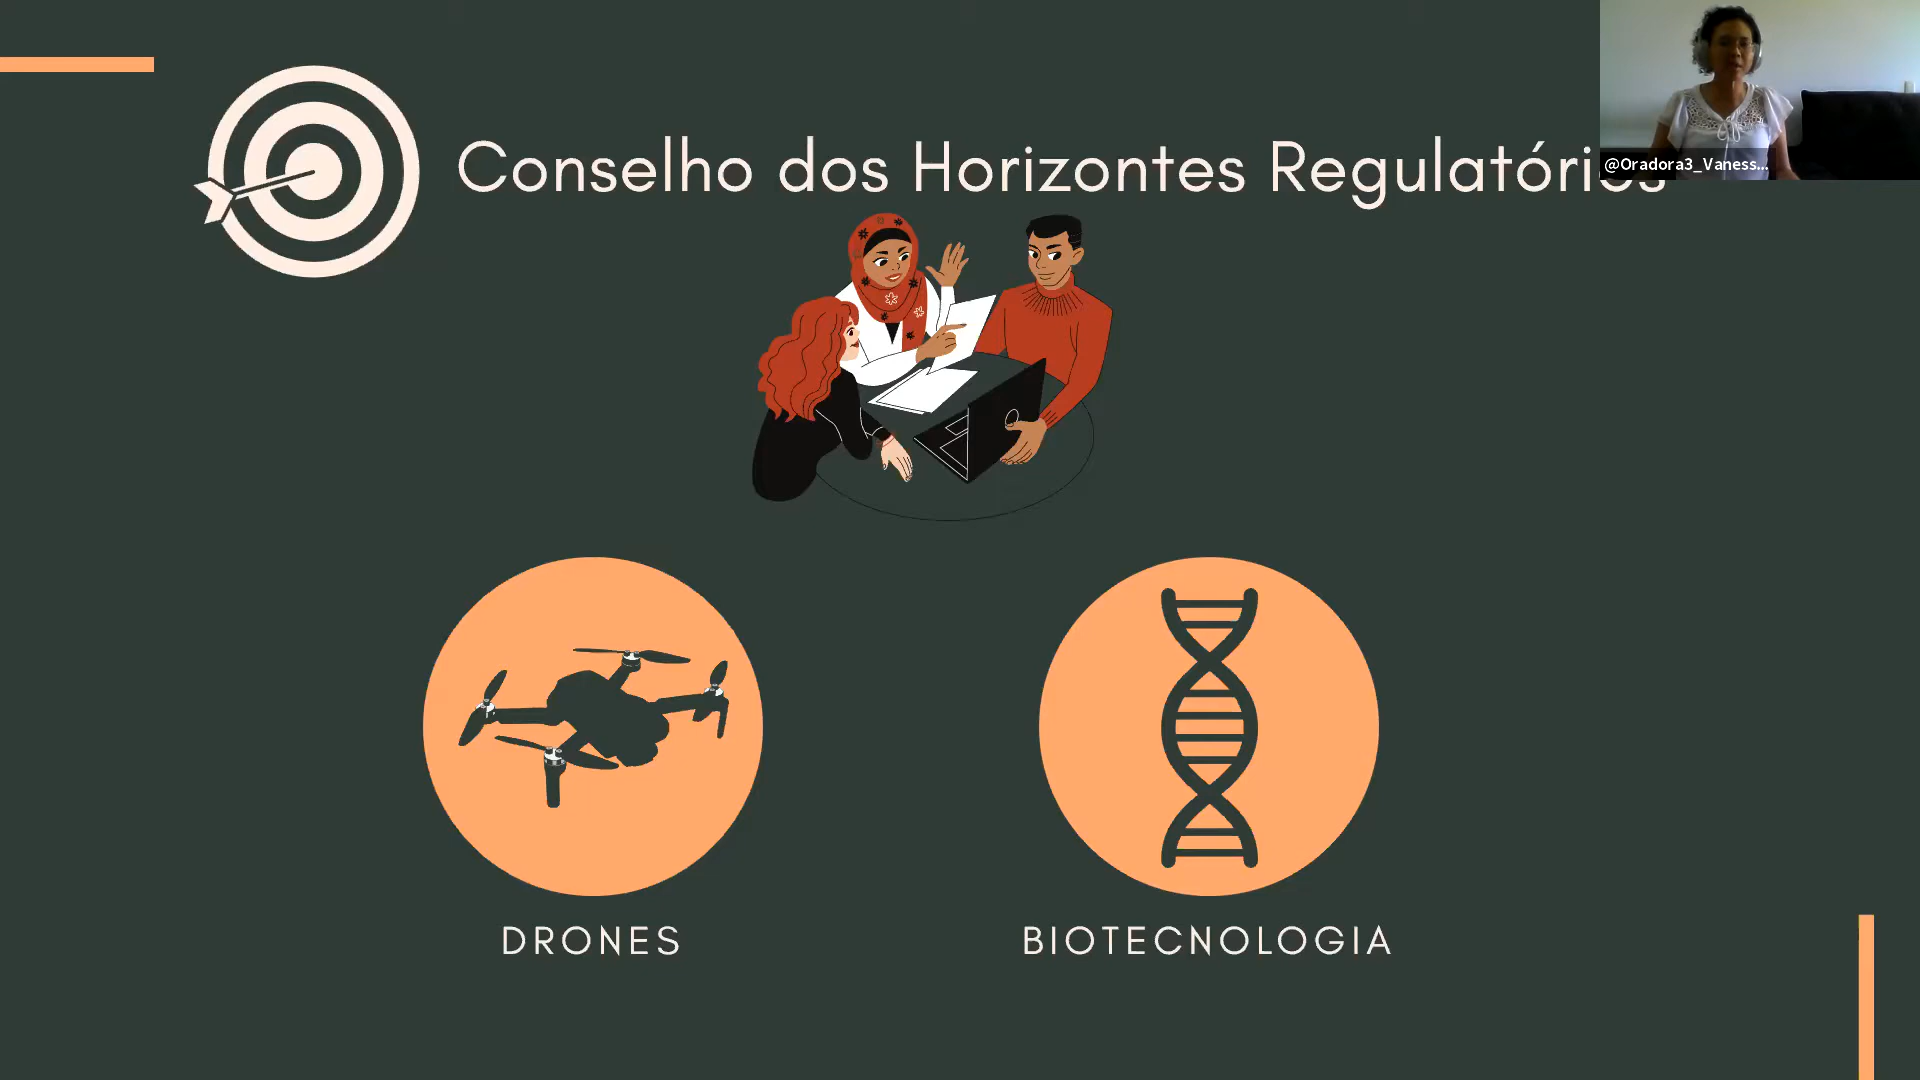 Conselho dos Horizontes Regulatórios
@Oradora3_Vaness...
DRONES
BIOTECNOLOGIA